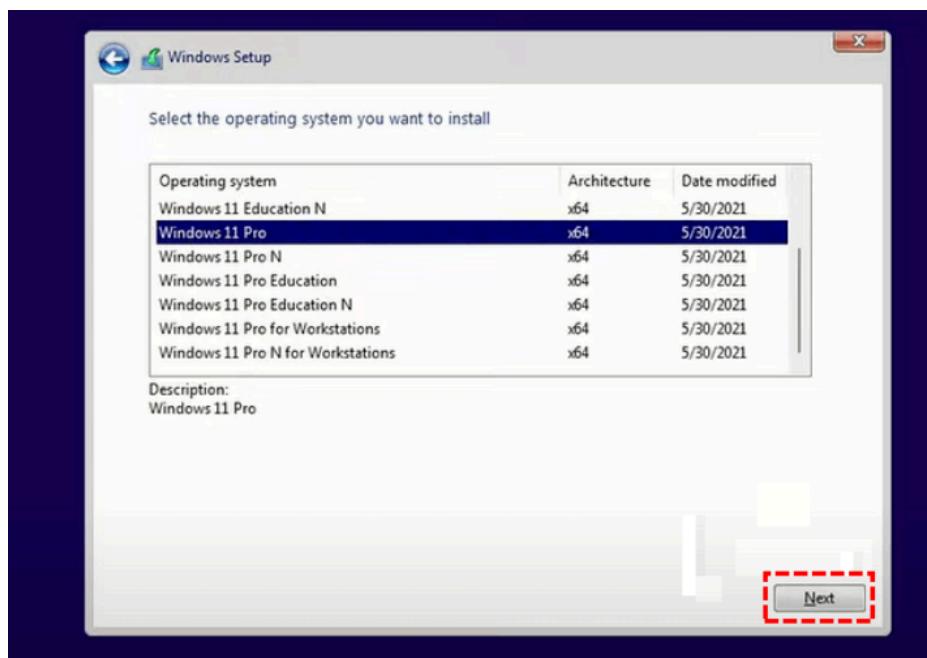 Windows Setup
Select the operating system you want to install
Operating system Architecture Date modified
Windows 11 Education N x64 5/30/2021
Windows 11 Pro x64 5/30/2021
Windows 11 Pro N x64 5/30/2021
Windows 11 Pro Education x64 5/30/2021
Windows 11 Pro Education N x64 5/30/2021
Windows 11 Pro for Workstations x64 5/30/2021
Windows 11 Pro N for Workstations x64 5/30/2021
Description:
Windows 11 Pro
Next